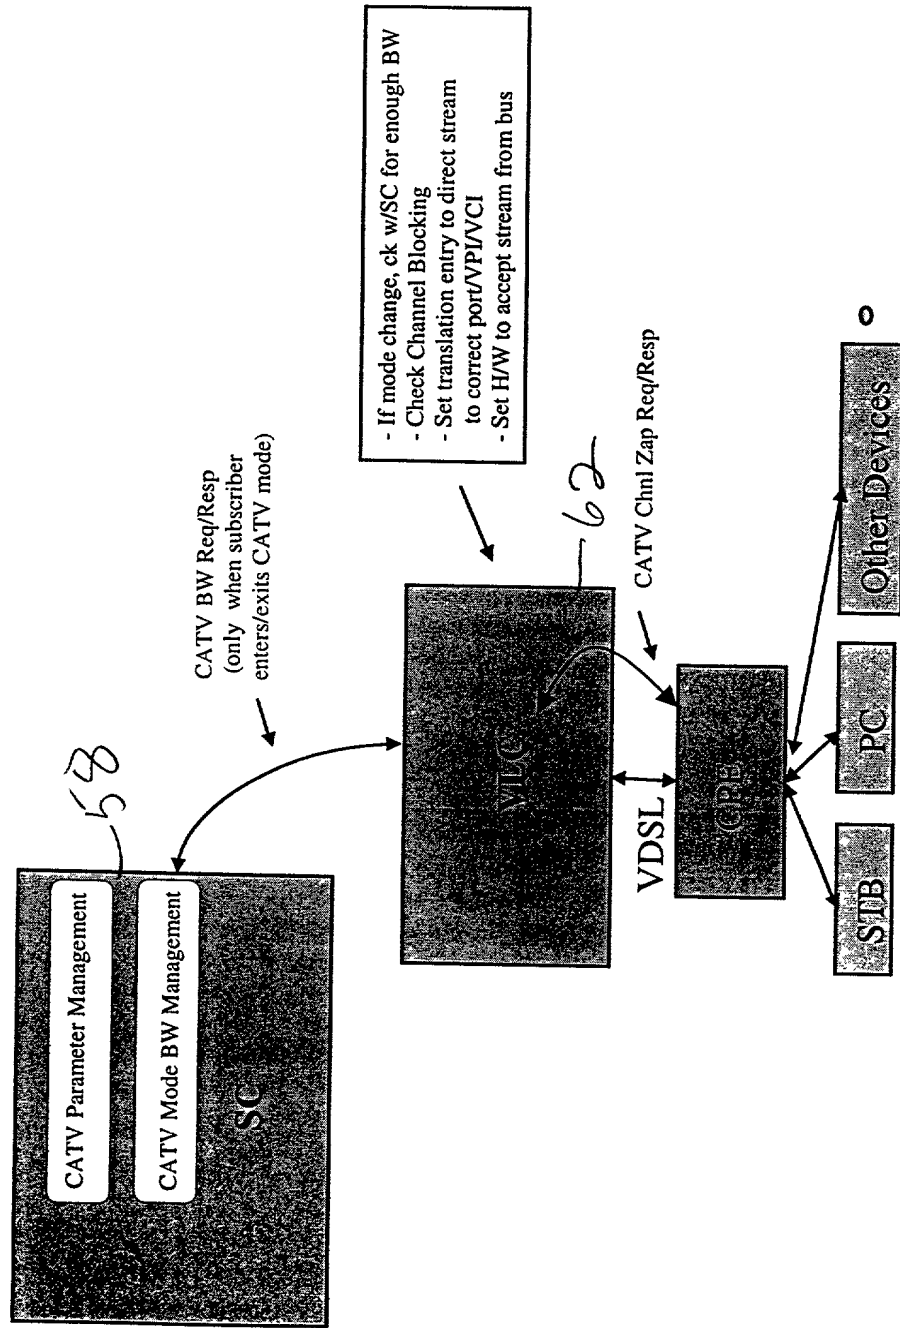 CATV Parameter Management
CATV Mode BW Management
SC
58
CATV BW Req/Resp
(only when subscriber
enters/exits CATV mode)
- If mode change, ck w/SC for enough BW
- Check Channel Blocking
- Set translation entry to direct stream
to correct port/VPI/VCI
- Set H/W to accept stream from bus
VLC
62
CATV Chnl Zap Req/Resp
VDSL
CPE
STB
PC
Other Devices